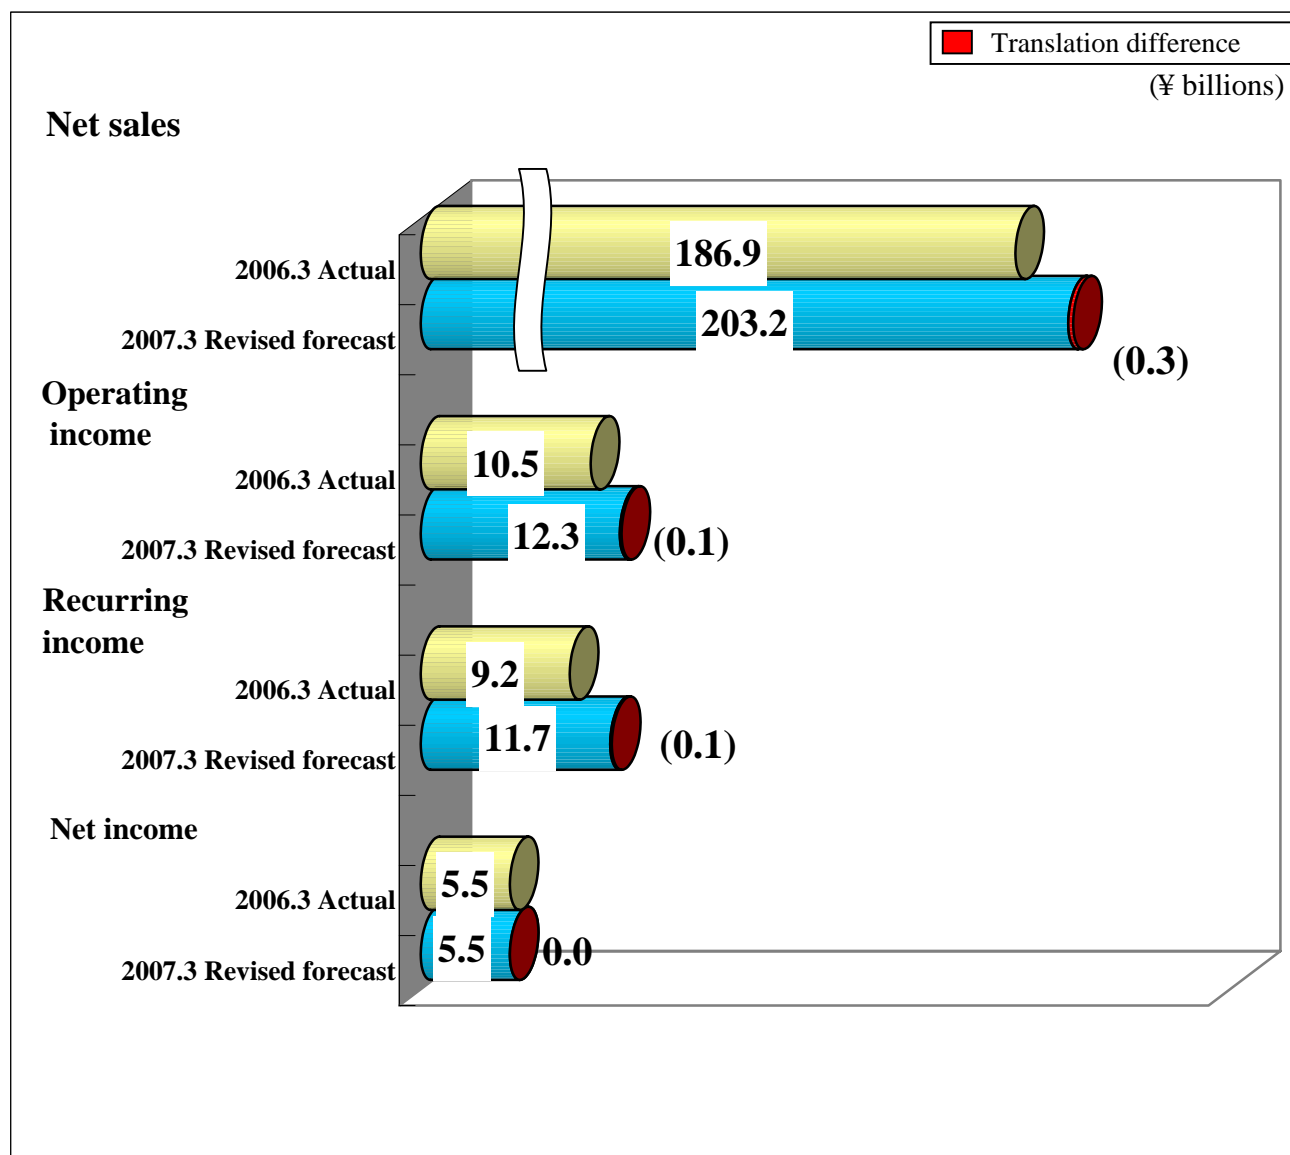 Translation difference
(¥ billions)
Net sales
2006.3 Actual
186.9
2007.3 Revised forecast
203.2
(0.3)
Operating
income
2006.3 Actual
10.5
2007.3 Revised forecast
12.3
(0.1)
Recurring
income
2006.3 Actual
9.2
2007.3 Revised forecast
11.7
(0.1)
Net income
2006.3 Actual
5.5
2007.3 Revised forecast
5.5
0.0